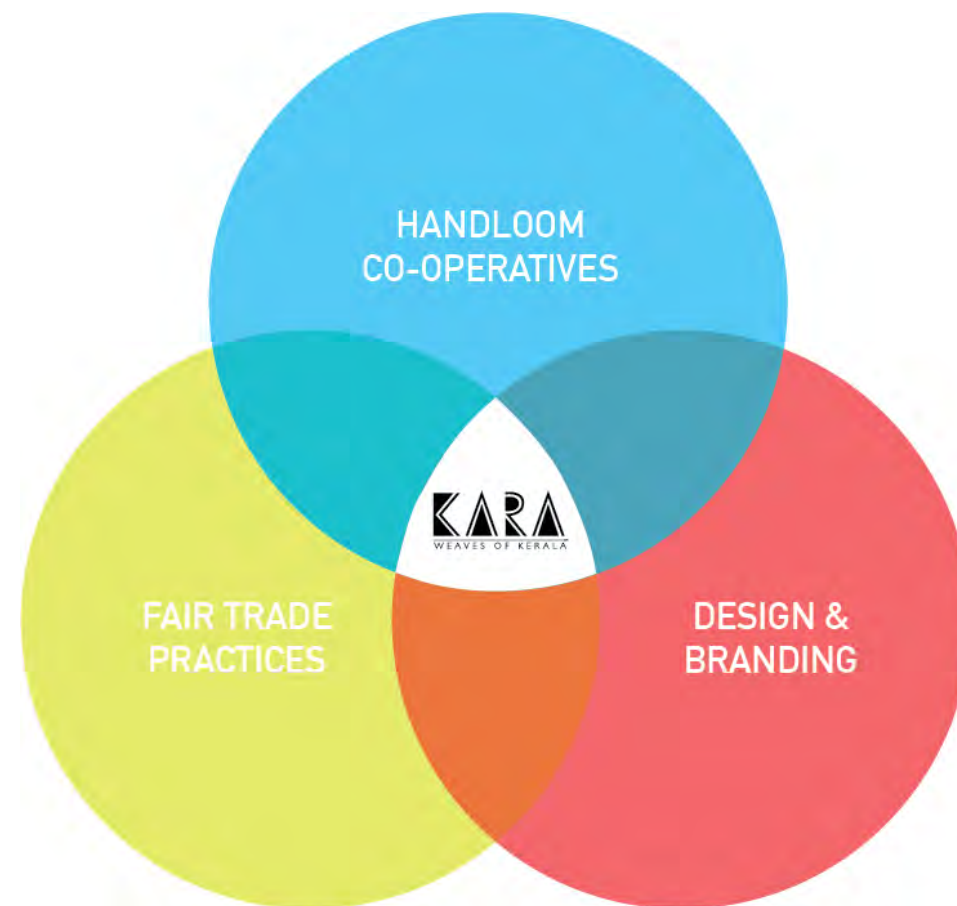 HANDLOOM
CO-OPERATIVES
KARA
WEAVES OF KERALA
FAIR TRADE
PRACTICES
DESIGN &
BRANDING